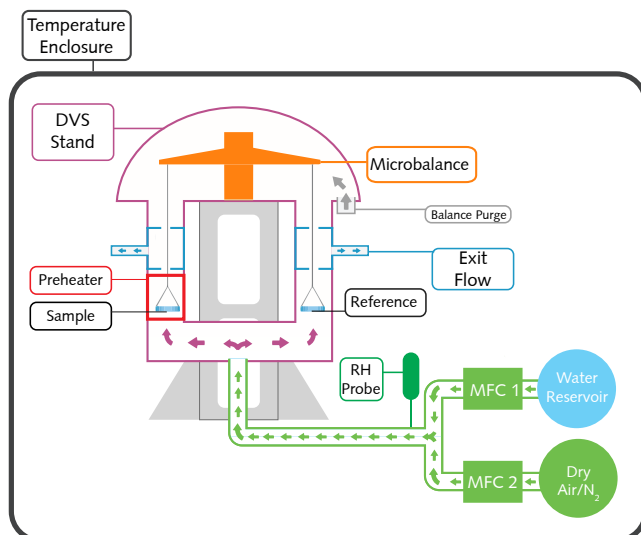 Temperature
Enclosure
DVS
Stand
Microbalance
Balance Purge
Preheater
Exit
Flow
Sample
Reference
RH
Probe
MFC 1
Water
Reservoir
MFC 2
Dry
Air/N₂